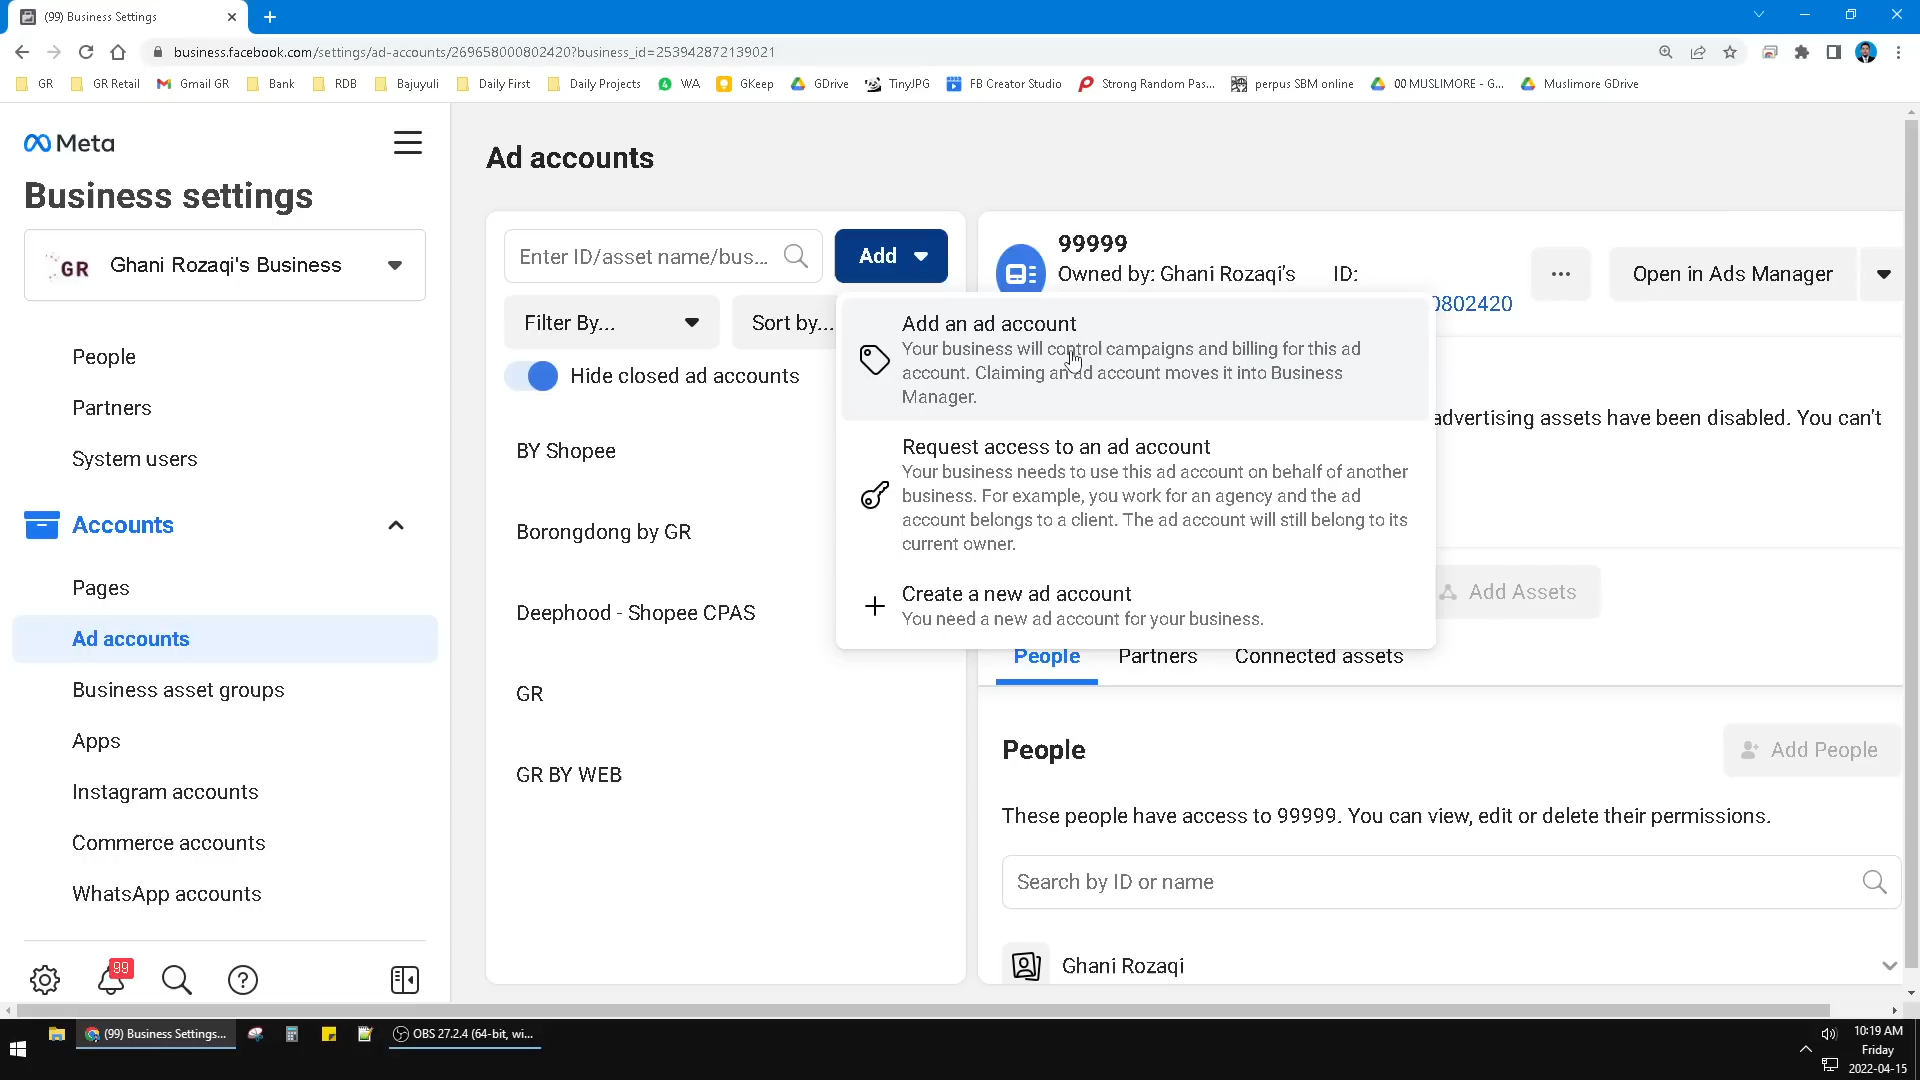 (99) Business Settings
business.facebook.com/settings/ad-accounts/269658000802420?business_id=253942872139021
GR
GR Retail
Gmail GR
Bank
RDB
Bajuyuli
Daily First
Daily Projects
WA
GKeep
GDrive
TinyJPG
FB Creator Studio
Strong Random Pas...
perpus SBM online
00 MUSLIMORE - G...
Muslimore GDrive
Meta
Business settings
GR
Ghani Rozaqi's Business
People
Partners
System users
Accounts
Pages
Ad accounts
Business asset groups
Apps
Instagram accounts
Commerce accounts
WhatsApp accounts
99
Ad accounts
Enter ID/asset name/bus...
Add
Filter By...
Sort by...
Hide closed ad accounts
BY Shopee
Borongdong by GR
Deephood - Shopee CPAS
GR
GR BY WEB
Add an ad account
Your business will control campaigns and billing for this ad
account. Claiming an ad account moves it into Business
Manager.
Request access to an ad account
Your business needs to use this ad account on behalf of another
business. For example, you work for an agency and the ad
account belongs to a client. The ad account will still belong to its
current owner.
Create a new ad account
You need a new ad account for your business.
99999
Owned by: Ghani Rozaqi's
ID:
0802420
Open in Ads Manager
advertising assets have been disabled. You can't
Add Assets
People
Partners
Connected assets
People
Add People
These people have access to 99999. You can view, edit or delete their permissions.
Search by ID or name
Ghani Rozaqi
(99) Business Settings...
OBS 27.2.4 (64-bit, wi...
10:19 AM
Friday
2022-04-15